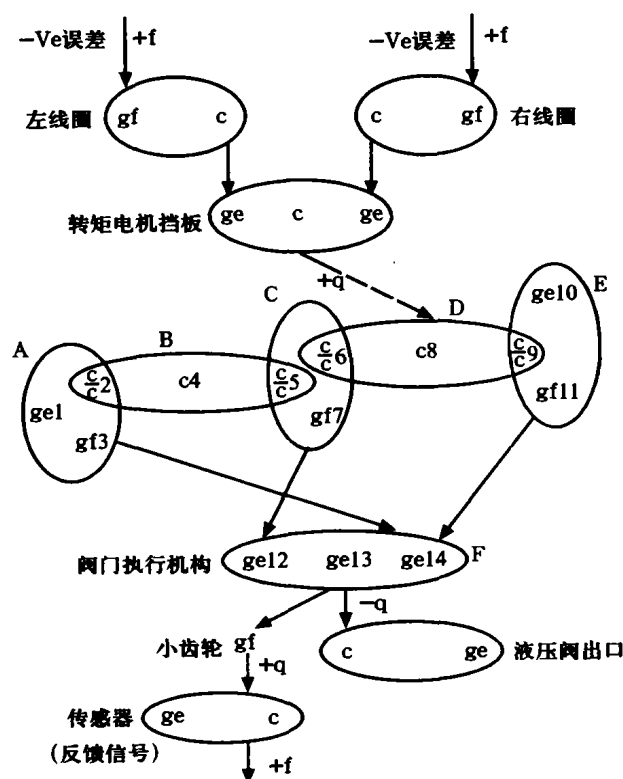 −Ve误差 +f −Ve误差 +f
左线圈 gf c c gf 右线圈
转矩电机挡板 ge c ge
+q
A B C D E
ge1 c/c2 gf3
c4
c/c5 c/c6 gf7
c8
ge10 c/c9 gf11
阀门执行机构 ge12 ge13 ge14 F
−q
小齿轮 gf
+q
c ge 液压阀出口
传感器 ge c
(反馈信号)
+f